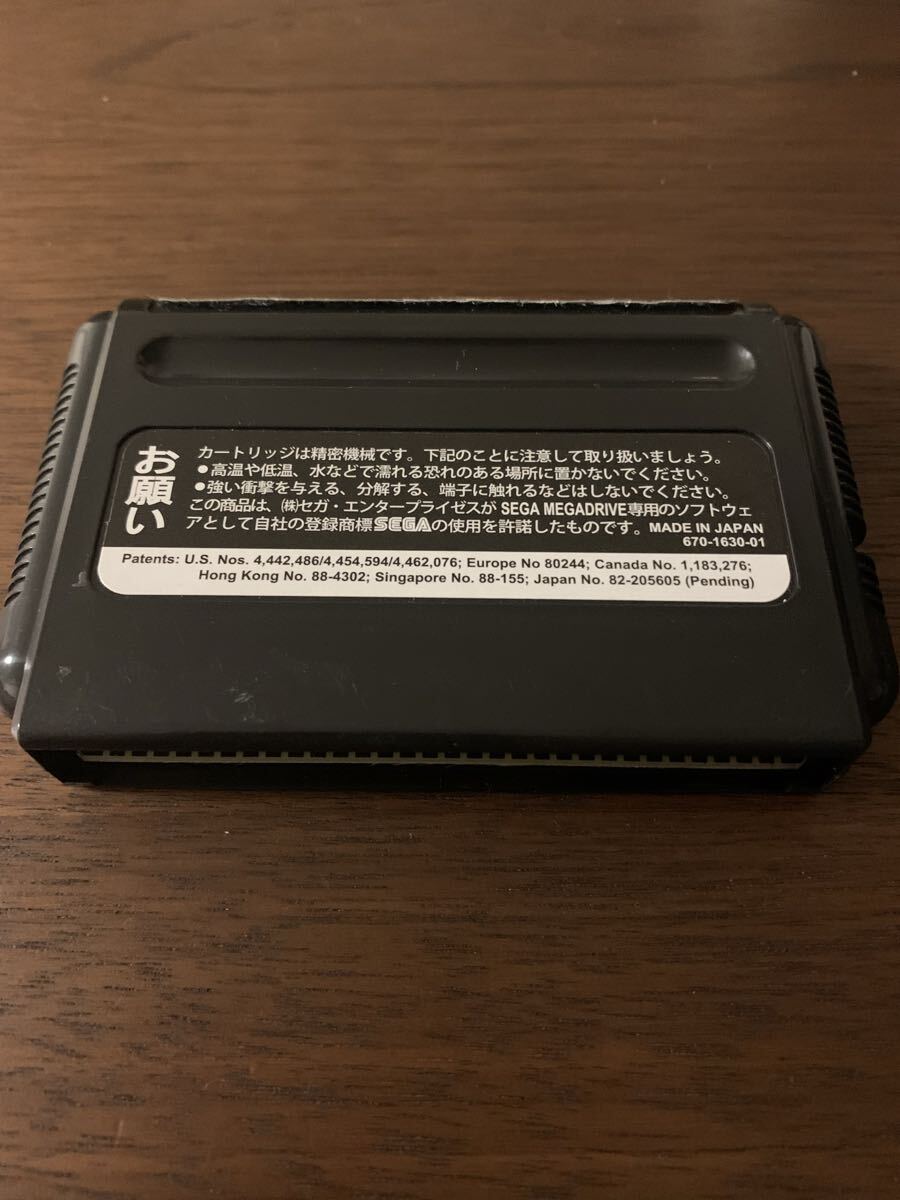 お願い
カートリッジは精密機械です。下記のことに注意して取り扱いましょう。
●高温や低温、水などで濡れる恐れのある場所に置かないでください。
●強い衝撃を与える、分解する、端子に触れるなどはしないでください。
この商品は、㈱セガ・エンタープライゼスが SEGA MEGADRIVE専用のソフトウェ
アとして自社の登録商標SEGAの使用を許諾したものです。 MADE IN JAPAN
670-1630-01
Patents: U.S. Nos. 4,442,486/4,454,594/4,462,076; Europe No 80244; Canada No. 1,183,276;
Hong Kong No. 88-4302; Singapore No. 88-155; Japan No. 82-205605 (Pending)